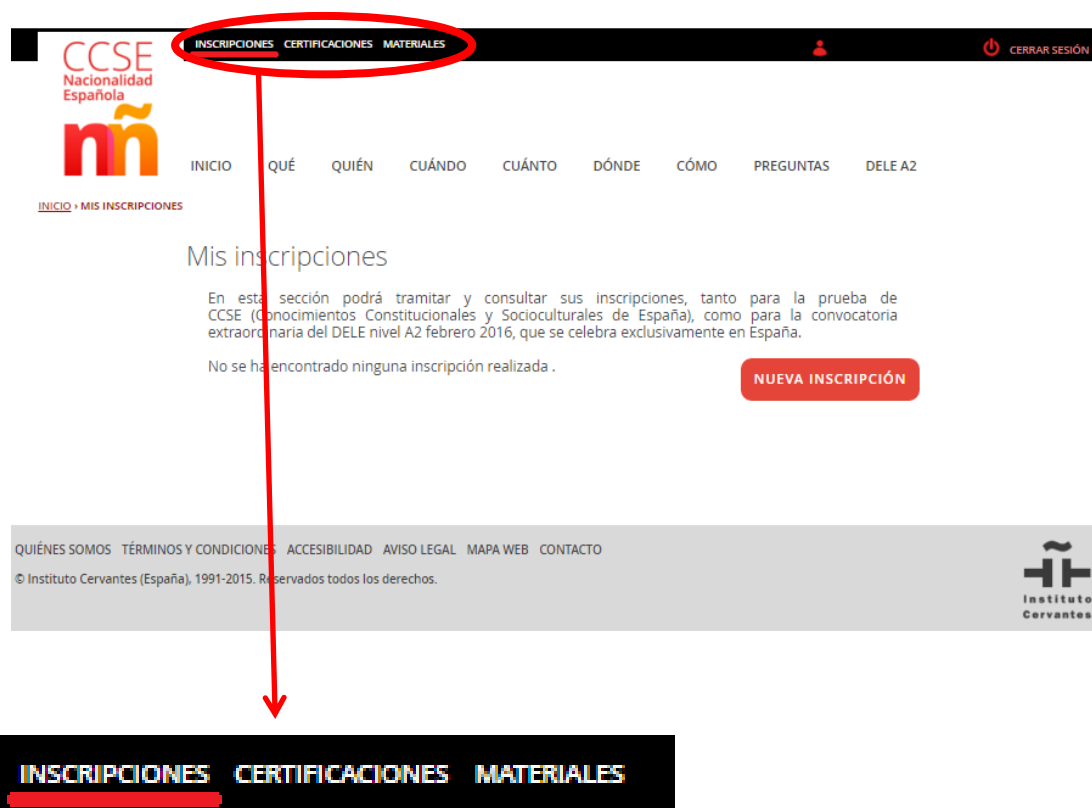 INSCRIPCIONES CERTIFICACIONES MATERIALES
CERRAR SESIÓN
CCSE
Nacionalidad
Española
nñ
INICIO QUÉ QUIÉN CUÁNDO CUÁNTO DÓNDE CÓMO PREGUNTAS DELE A2
INICIO › MIS INSCRIPCIONES
Mis inscripciones
En esta sección podrá tramitar y consultar sus inscripciones, tanto para la prueba de
CCSE (Conocimientos Constitucionales y Socioculturales de España), como para la convocatoria
extraordinaria del DELE nivel A2 febrero 2016, que se celebra exclusivamente en España.
No se ha encontrado ninguna inscripción realizada .
NUEVA INSCRIPCIÓN
QUIÉNES SOMOS TÉRMINOS Y CONDICIONES ACCESIBILIDAD AVISO LEGAL MAPA WEB CONTACTO
© Instituto Cervantes (España), 1991-2015. Reservados todos los derechos.
Instituto
Cervantes
INSCRIPCIONES CERTIFICACIONES MATERIALES